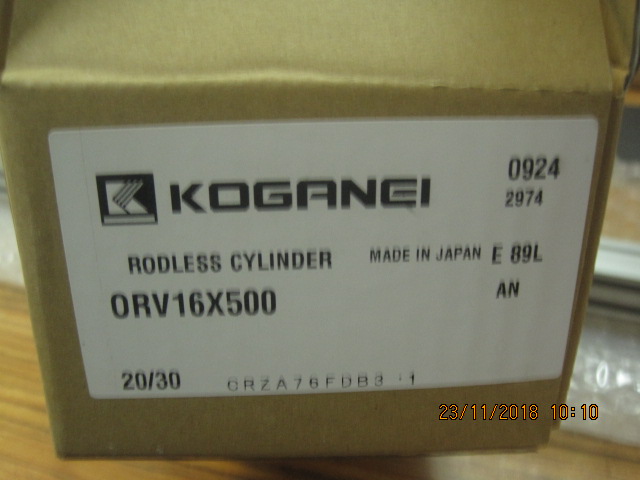 KOGANEI
0924
2974
RODLESS CYLINDER MADE IN JAPAN E 89L
ORV16X500 AN
20/30 CRZA76FDB3 1
23/11/2018 10:10